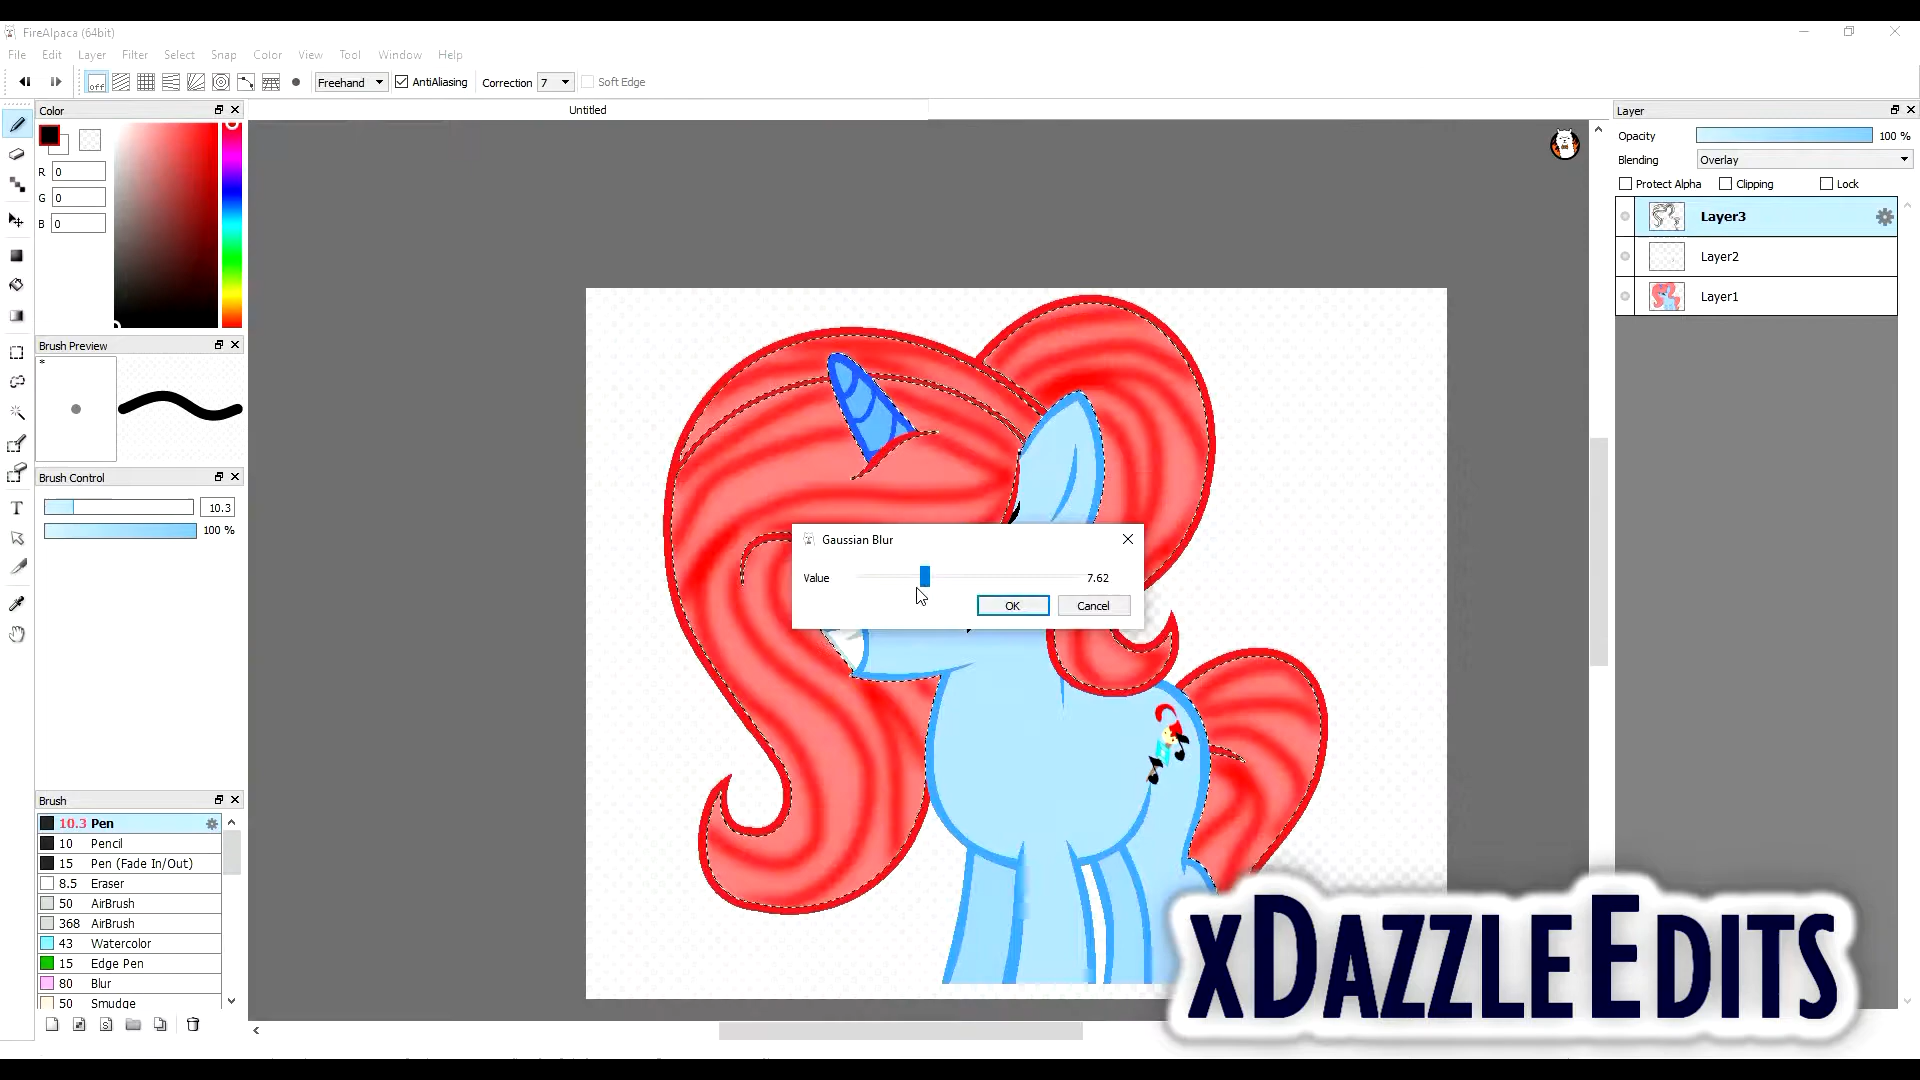 FireAlpaca (64bit)
File Edit Layer Filter Select Snap Color View Tool Window Help
off Freehand AntiAliasing Correction 7 Soft Edge
Color
Untitled
Layer
Opacity 100 %
Blending Overlay
Protect Alpha Clipping Lock
R 0
G 0
B 0
Layer3
Layer2
Layer1
Brush Preview
*
Brush Control
10.3
100 %
Gaussian Blur
Value 7.62
OK Cancel
Brush
10.3 Pen
10 Pencil
15 Pen (Fade In/Out)
8.5 Eraser
50 AirBrush
368 AirBrush
43 Watercolor
15 Edge Pen
80 Blur
50 Smudge
xDazzleEdits